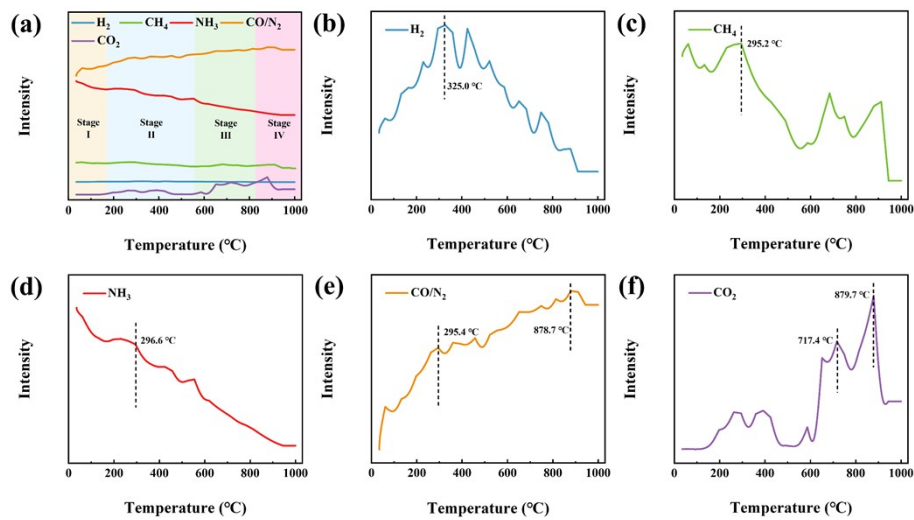 (a)
H₂ CH₄ NH₃ CO/N₂
CO₂
Stage I
Stage II
Stage III
Stage IV
Intensity
0 200 400 600 800 1000
Temperature (°C)
(b)
H₂
325.0 °C
Intensity
0 200 400 600 800 1000
Temperature (°C)
(c)
CH₄
295.2 °C
Intensity
0 200 400 600 800 1000
Temperature (°C)
(d)
NH₃
296.6 °C
Intensity
0 200 400 600 800 1000
Temperature (°C)
(e)
CO/N₂
295.4 °C
878.7 °C
Intensity
0 200 400 600 800 1000
Temperature (°C)
(f)
CO₂
879.7 °C
717.4 °C
Intensity
0 200 400 600 800 1000
Temperature (°C)